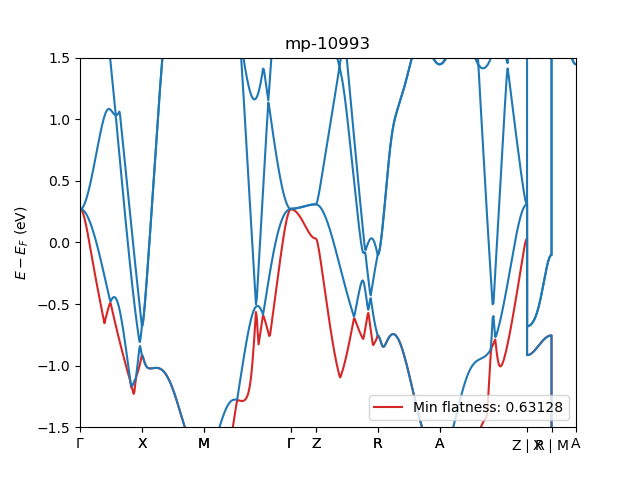 mp-10993
E − E_F (eV)
1.5
1.0
0.5
0.0
−0.5
−1.0
−1.5
Min flatness: 0.63128
Γ X M Γ Z R A Z | X R | M A